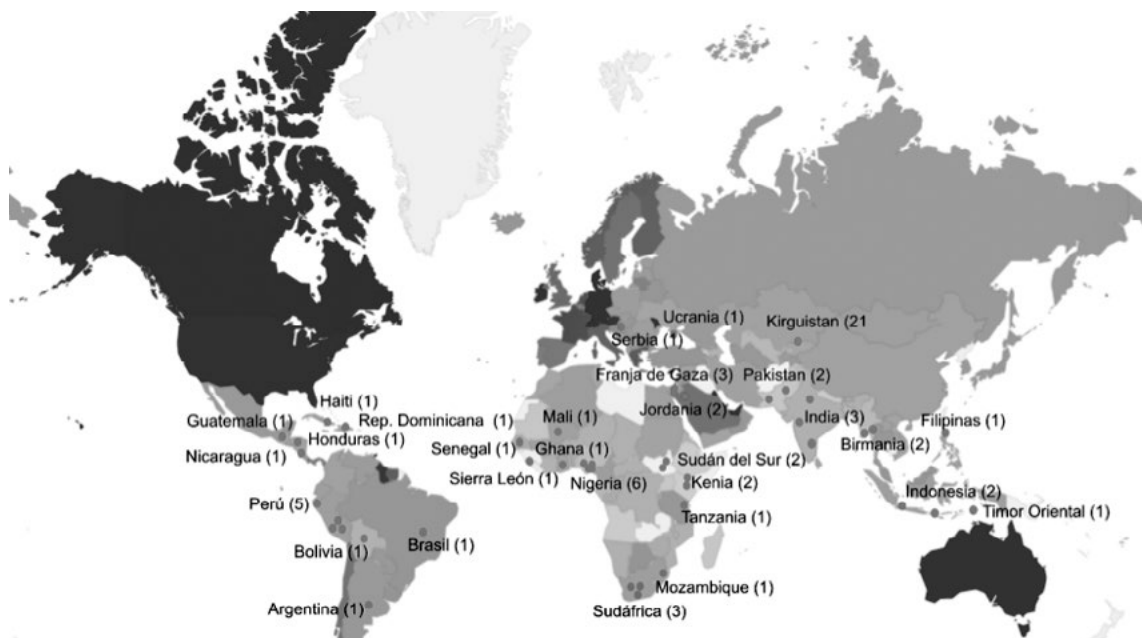 Ucrania (1)
Kirguistan (21
Serbia (1)
Franja de Gaza (3)
Pakistan (2)
Haiti (1)
Guatemala (1)
Rep. Dominicana (1)
Mali (1)
Jordania (2)
India (3)
Filipinas (1)
Honduras (1)
Senegal (1)
Ghana (1)
Birmania (2)
Nicaragua (1)
Sierra León (1)
Nigeria (6)
Sudán del Sur (2)
Kenia (2)
Perú (5)
Indonesia (2)
Tanzania (1)
Timor Oriental (1)
Bolivia (1)
Brasil (1)
Mozambique (1)
Argentina (1)
Sudáfrica (3)